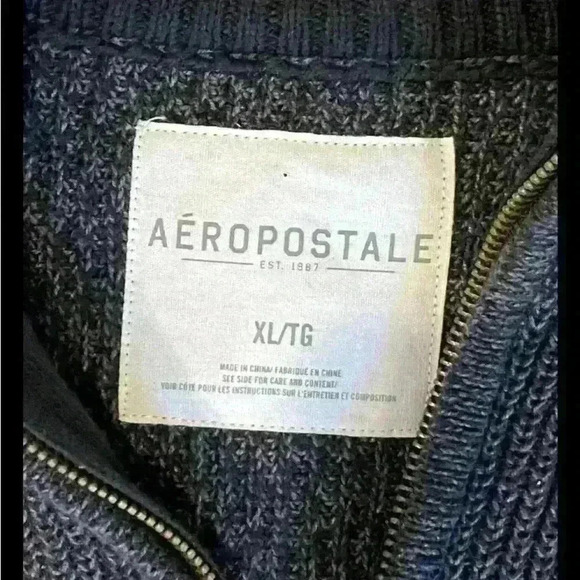 AÉROPOSTALE
EST. 1987
XL/TG
MADE IN CHINA/ FABRIQUÉ EN CHINE
SEE SIDE FOR CARE AND CONTENT/
VOIR CÔTÉ POUR LES INSTRUCTIONS SUR L'ENTRETIEN ET COMPOSITION